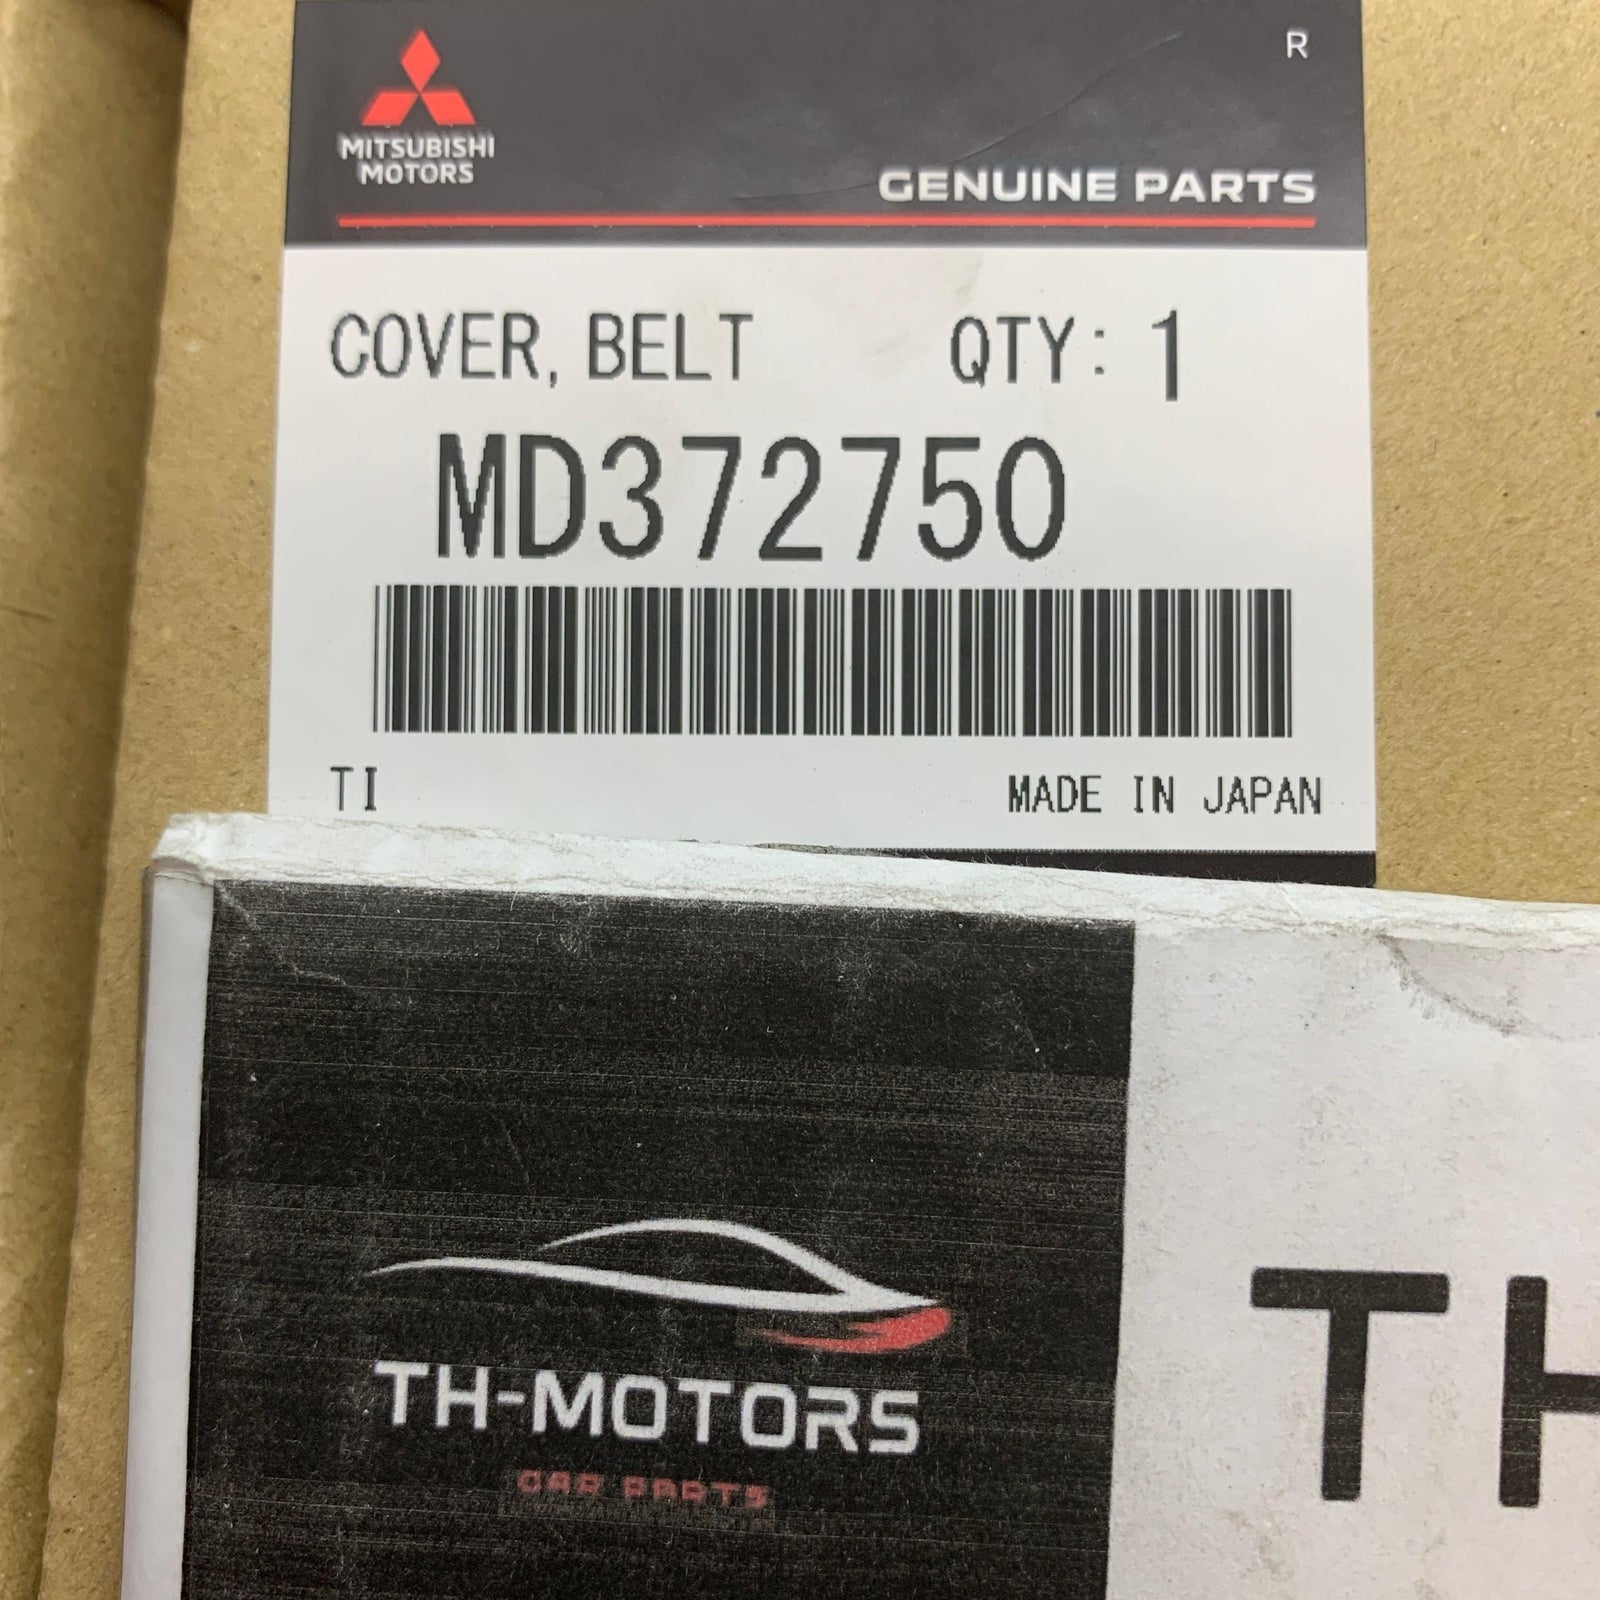 R
MITSUBISHI
MOTORS
GENUINE PARTS
COVER, BELT QTY: 1
MD372750
TI MADE IN JAPAN
TH-MOTORS
CAR PARTS
TH